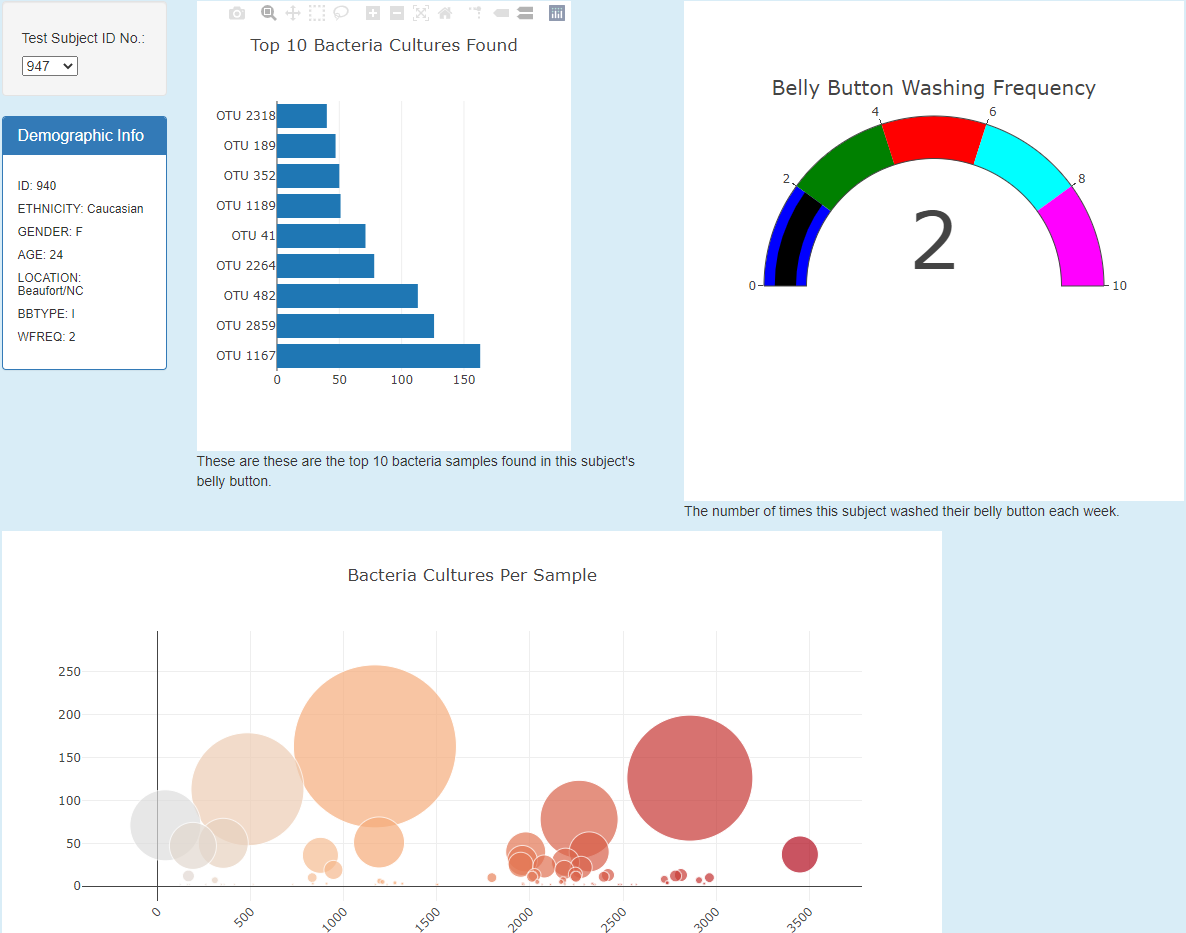 Test Subject ID No.:
947
Demographic Info
ID: 940
ETHNICITY: Caucasian
GENDER: F
AGE: 24
LOCATION:
Beaufort/NC
BBTYPE: I
WFREQ: 2
Top 10 Bacteria Cultures Found
OTU 2318
OTU 189
OTU 352
OTU 1189
OTU 41
OTU 2264
OTU 482
OTU 2859
OTU 1167
0 50 100 150
These are these are the top 10 bacteria samples found in this subject's
belly button.
Belly Button Washing Frequency
0
2
4
6
8
10
2
The number of times this subject washed their belly button each week.
Bacteria Cultures Per Sample
250
200
150
100
50
0
0 500 1000 1500 2000 2500 3000 3500